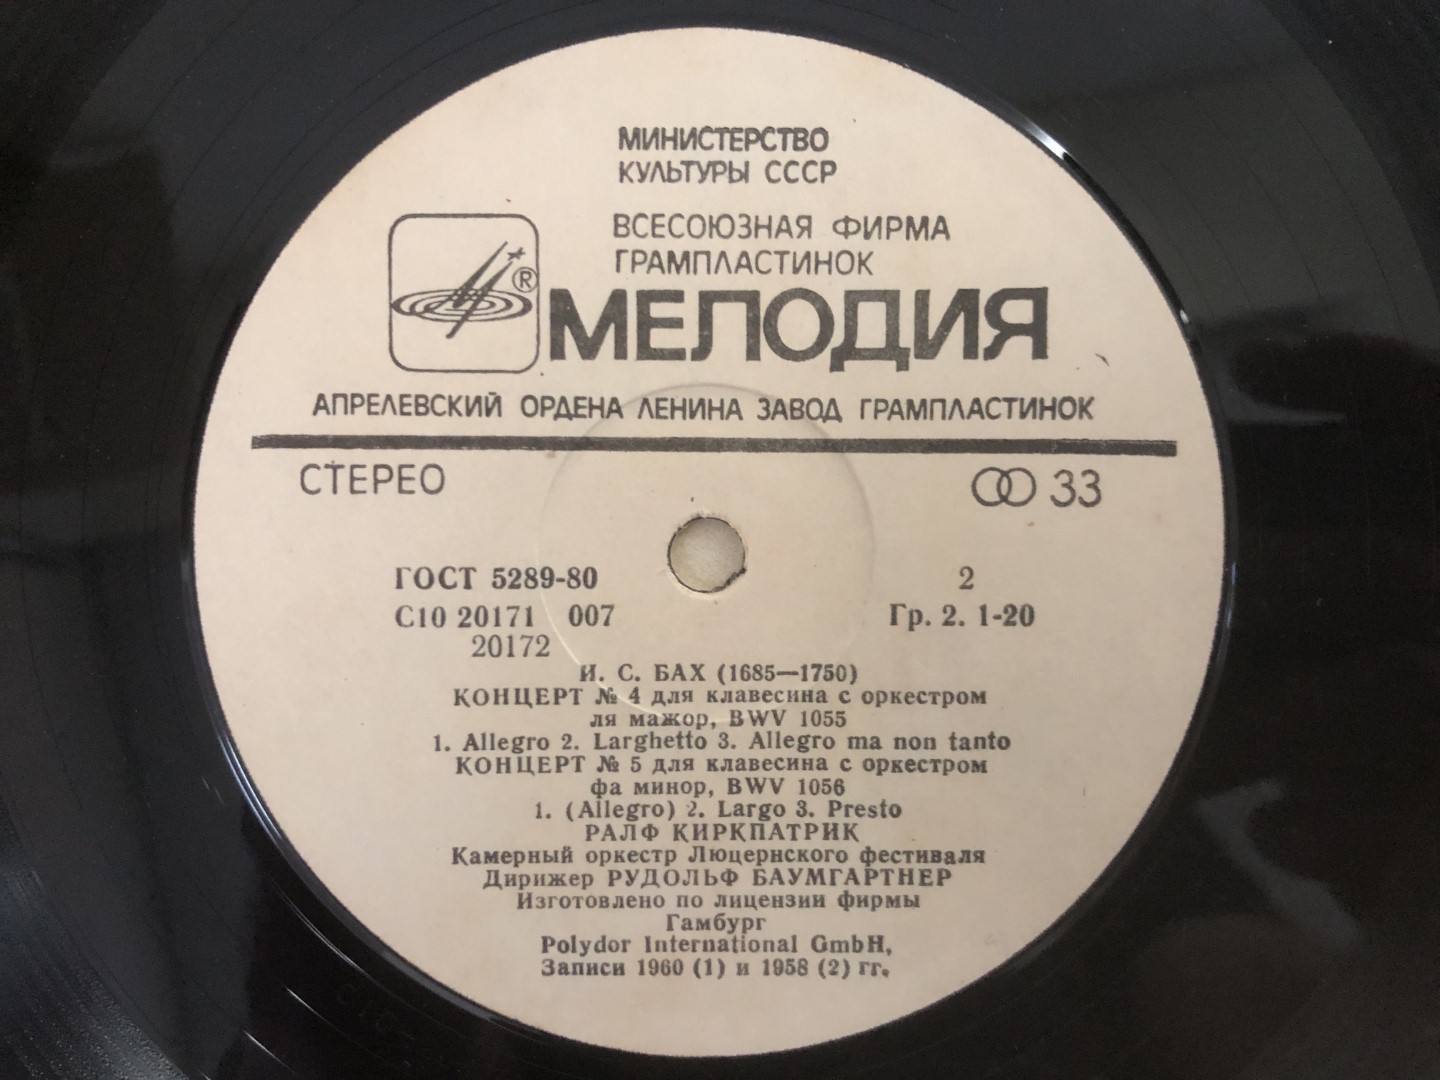 МИНИСТЕРСТВО
КУЛЬТУРЫ СССР
ВСЕСОЮЗНАЯ ФИРМА
ГРАМПЛАСТИНОК
®
МЕЛОДИЯ
АПРЕЛЕВСКИЙ ОРДЕНА ЛЕНИНА ЗАВОД ГРАМПЛАСТИНОК
СТЕРЕО 33
ГОСТ 5289-80 2
С10 20171 007 Гр. 2. 1-20
20172
И. С. БАХ (1685—1750)
КОНЦЕРТ № 4 для клавесина с оркестром
ля мажор, BWV 1055
1. Allegro 2. Larghetto 3. Allegro ma non tanto
КОНЦЕРТ № 5 для клавесина с оркестром
фа минор, BWV 1056
1. (Allegro) 2. Largo 3. Presto
РАЛФ КИРКПАТРИК
Камерный оркестр Люцернского фестиваля
Дирижер РУДОЛЬФ БАУМГАРТНЕР
Изготовлено по лицензии фирмы
Гамбург
Polydor International GmbH,
Записи 1960 (1) и 1958 (2) гг.